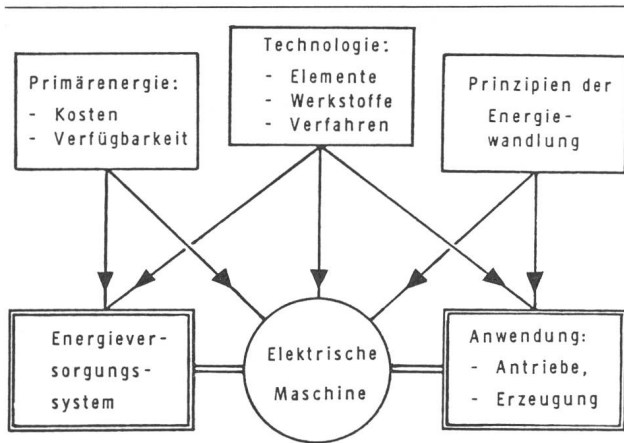 Primärenergie:
- Kosten
- Verfügbarkeit
Technologie:
- Elemente
- Werkstoffe
- Verfahren
Prinzipien der
Energie-
wandlung
Energiever-
sorgungs-
system
Elektrische
Maschine
Anwendung:
- Antriebe,
- Erzeugung